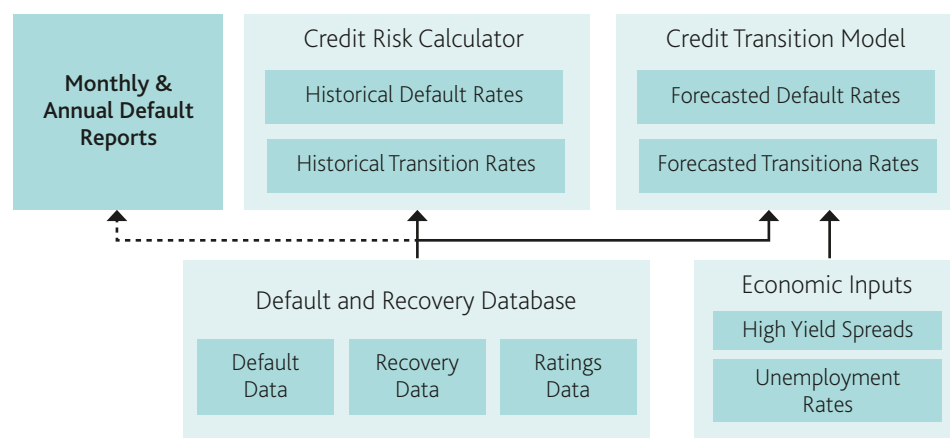 Monthly &
Annual Default
Reports
Credit Risk Calculator
Historical Default Rates
Historical Transition Rates
Credit Transition Model
Forecasted Default Rates
Forecasted Transitiona Rates
Default and Recovery Database
Default
Data
Recovery
Data
Ratings
Data
Economic Inputs
High Yield Spreads
Unemployment
Rates